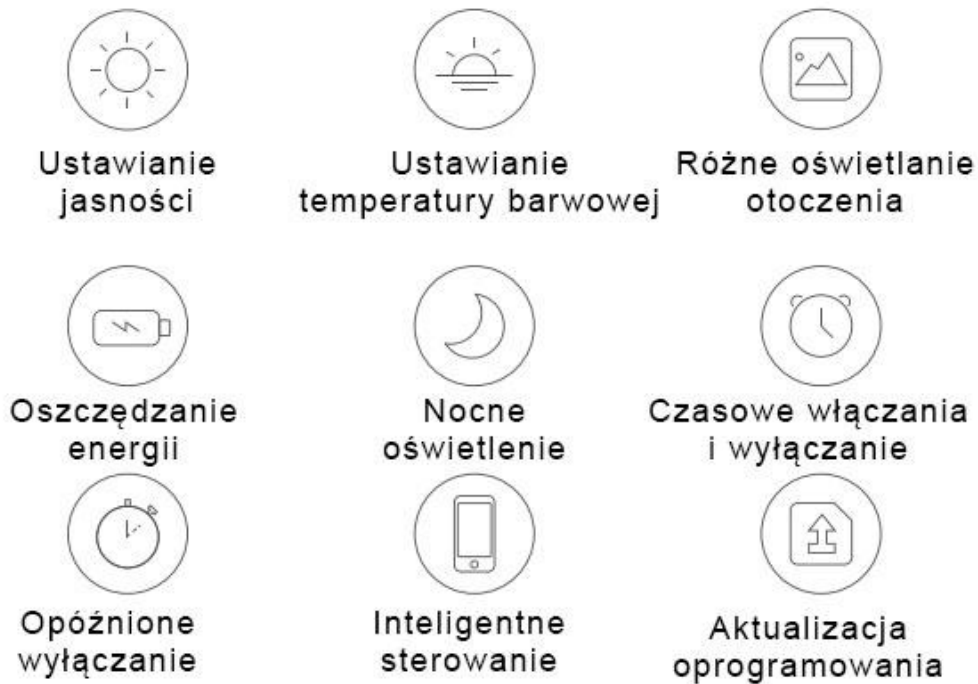 Ustawianie
jasności
Ustawianie
temperatury barwowej
Różne oświetlanie
otoczenia
Oszczędzanie
energii
Nocne
oświetlenie
Czasowe włączania
i wyłączanie
Opóźnione
wyłączanie
Inteligentne
sterowanie
Aktualizacja
oprogramowania